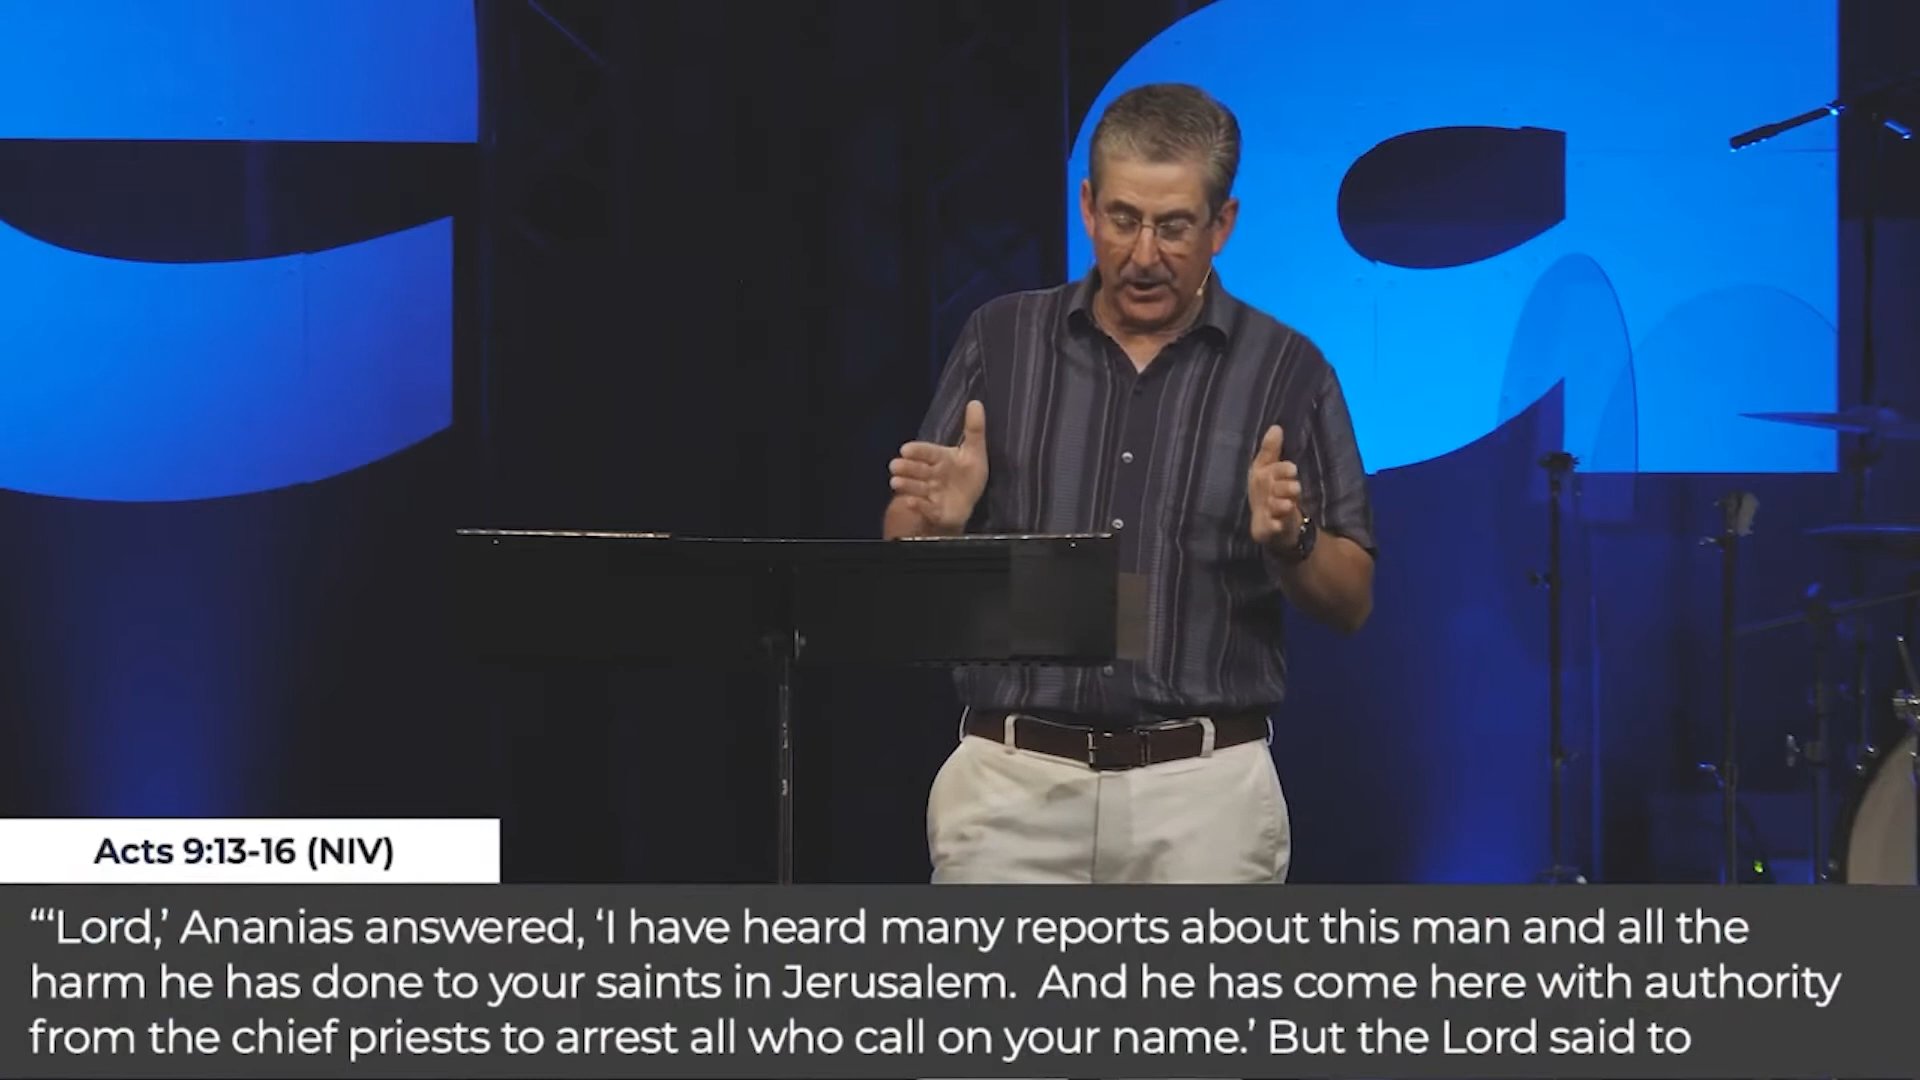 Acts 9:13-16 (NIV)
“‘Lord,’ Ananias answered, ‘I have heard many reports about this man and all the
harm he has done to your saints in Jerusalem.  And he has come here with authority
from the chief priests to arrest all who call on your name.’ But the Lord said to